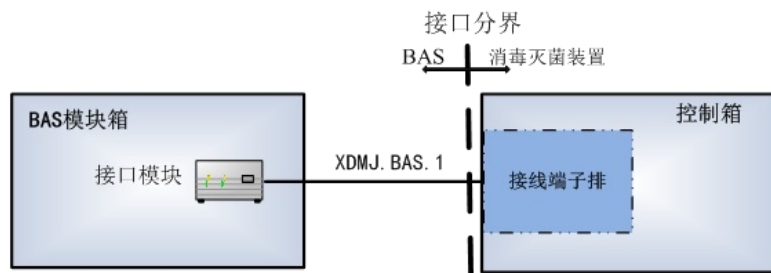 接口分界
BAS 消毒灭菌装置
BAS模块箱
控制箱
接口模块
XDMJ.BAS.1
接线端子排